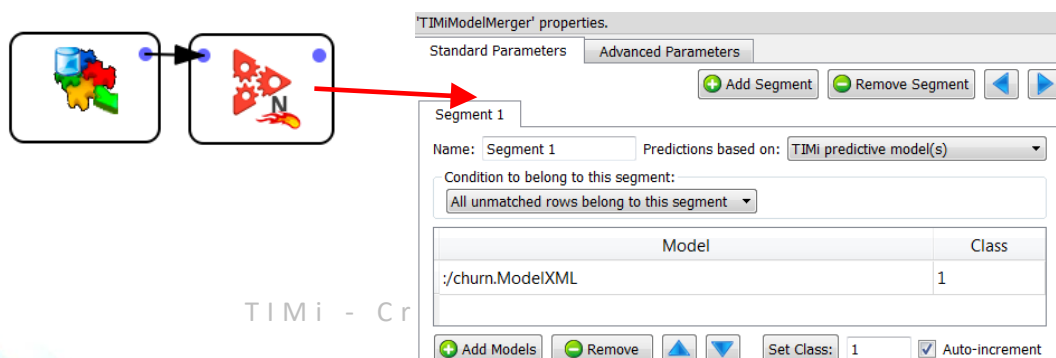 'TIMiModelMerger' properties.
Standard Parameters Advanced Parameters
Add Segment Remove Segment
Segment 1
Name: Segment 1 Predictions based on: TIMi predictive model(s)
Condition to belong to this segment:
All unmatched rows belong to this segment
Model Class
:/churn.ModelXML 1
TIMi - Cr
Add Models Remove Set Class: 1 Auto-increment
N